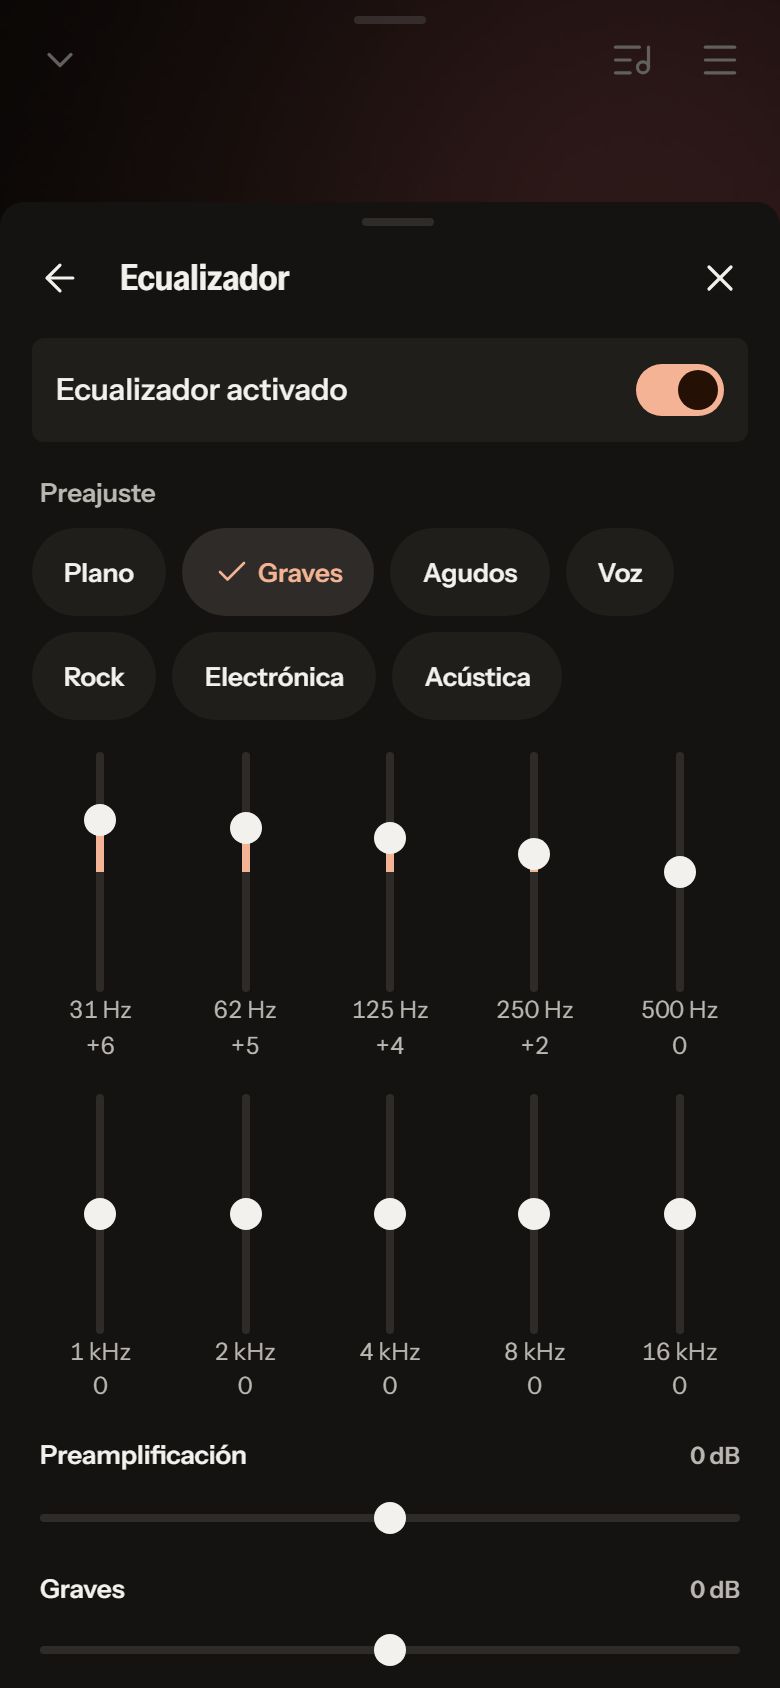 Ecualizador
Ecualizador activado
Preajuste
Plano Graves Agudos Voz
Rock Electrónica Acústica
31 Hz 62 Hz 125 Hz 250 Hz 500 Hz
+6 +5 +4 +2 0
1 kHz 2 kHz 4 kHz 8 kHz 16 kHz
0 0 0 0 0
Preamplificación 0 dB
Graves 0 dB